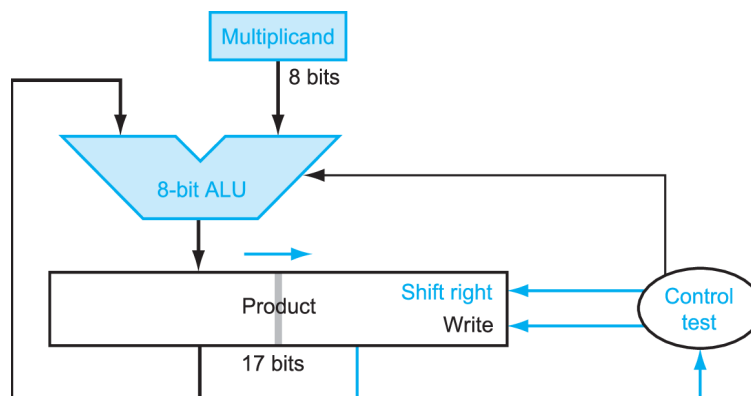 Multiplicand
8 bits
8-bit ALU
Product
Shift right
Write
Control
test
17 bits